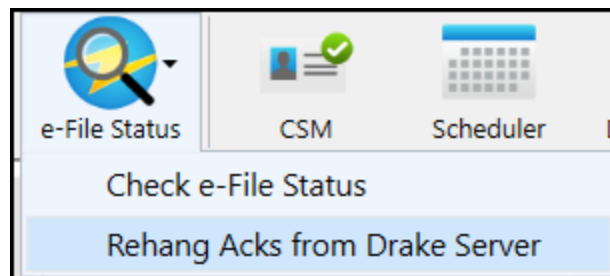 e-File Status
CSM
Scheduler
Check e-File Status
Rehang Acks from Drake Server